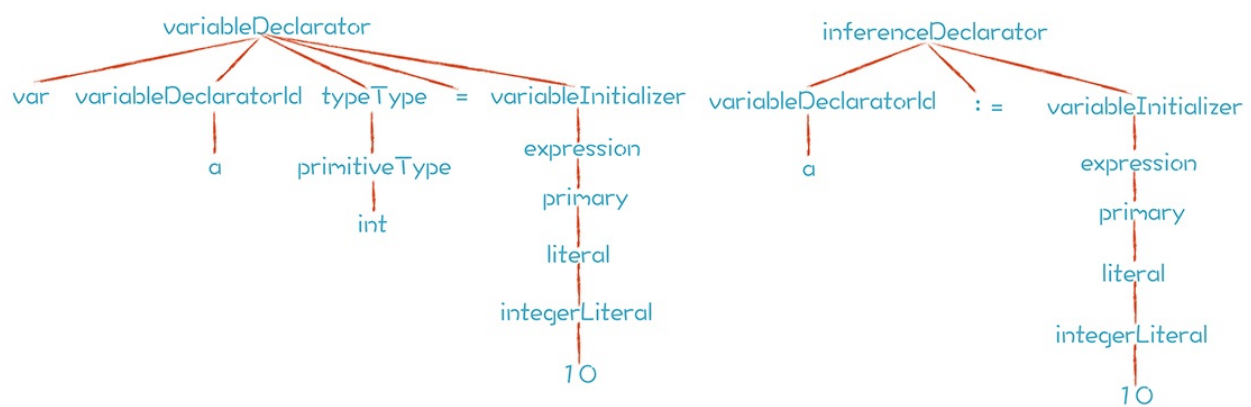 variableDeclarator
var variableDeclaratorId typeType = variableInitializer
a primitiveType expression
int primary
literal
integerLiteral
10
inferenceDeclarator
variableDeclaratorId := variableInitializer
a expression
primary
literal
integerLiteral
10